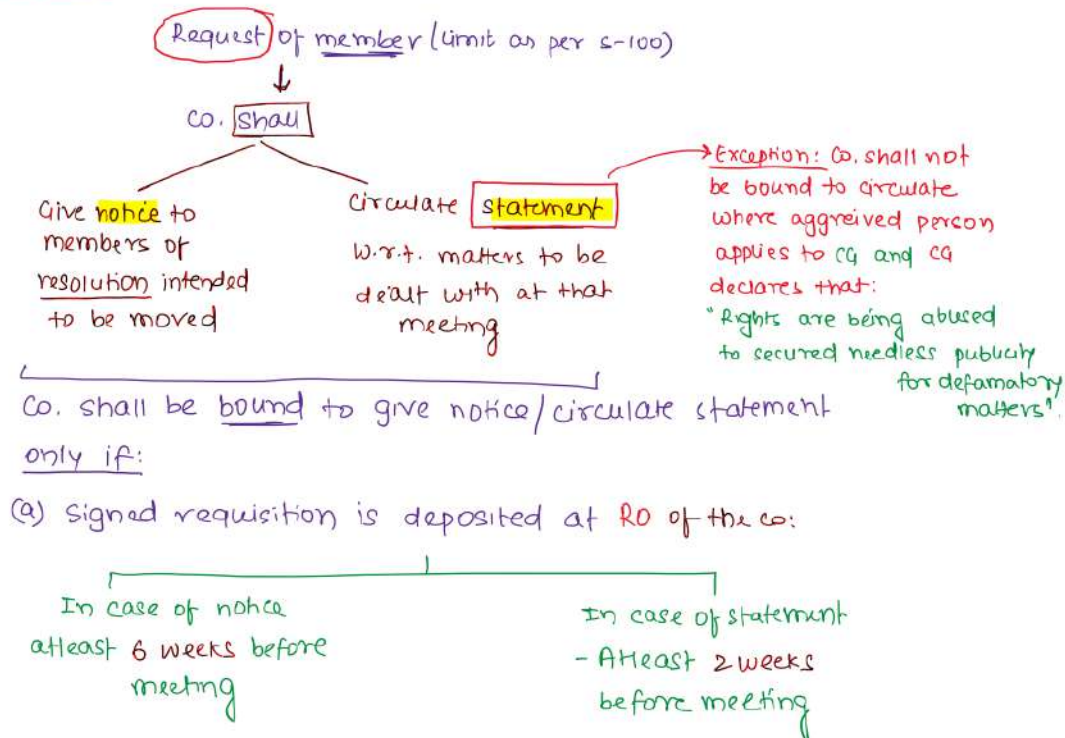 Request of member (limit as per s-100)
Co. shall
Give notice to
members of
resolution intended
to be moved
circulate statement
w.r.t. matters to be
dealt with at that
meeting
Exception: Co. shall not
be bound to circulate
where aggreived person
applies to CG and CG
declares that:
"Rights are being abused
to secured needless publicity
for defamatory
matters".
Co. shall be bound to give notice/circulate statement
only if:
(a) Signed requisition is deposited at RO of the co:
In case of notice
atleast 6 weeks before
meeting
In case of statement
- Atleast 2 weeks
before meeting